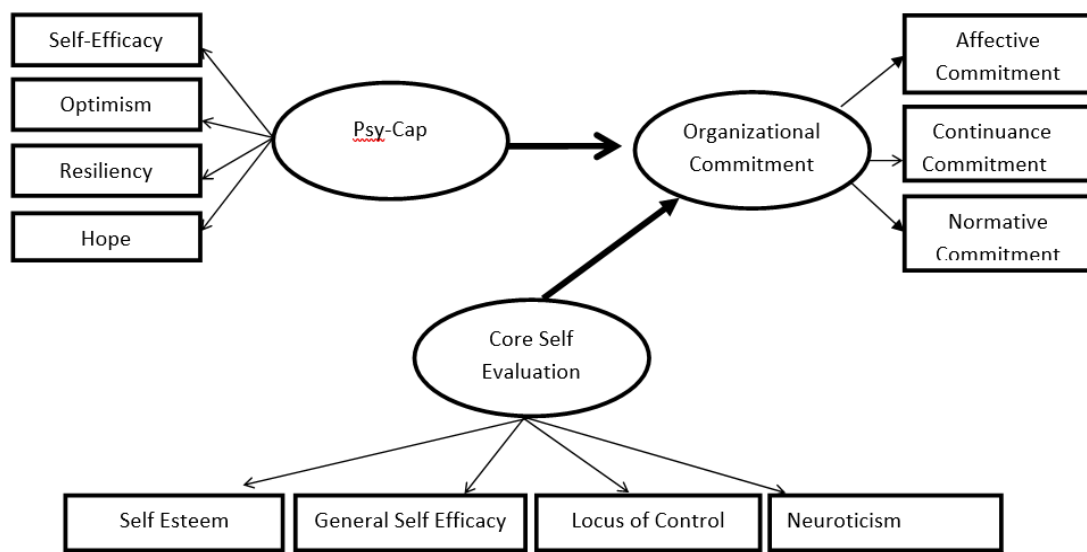 Self-Efficacy
Optimism
Resiliency
Hope
Psy-Cap
Organizational
Commitment
Affective
Commitment
Continuance
Commitment
Normative
Commitment
Core Self
Evaluation
Self Esteem
General Self Efficacy
Locus of Control
Neuroticism